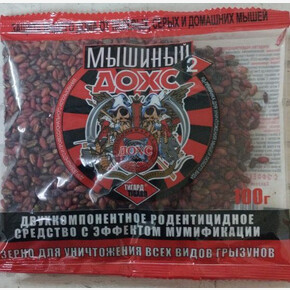 СЕРЫХ И ДОМАШНИХ МЫШЕЙ
МЫШИНЫЙ
ДОХС 2
ДОХС
100г
ДВУХКОМПОНЕНТНОЕ РОДЕНТИЦИДНОЕ
СРЕДСТВО С ЭФФЕКТОМ МУМИФИКАЦИИ
ЗЕРНО ДЛЯ УНИЧТОЖЕНИЯ ВСЕХ ВИДОВ ГРЫЗУНОВ